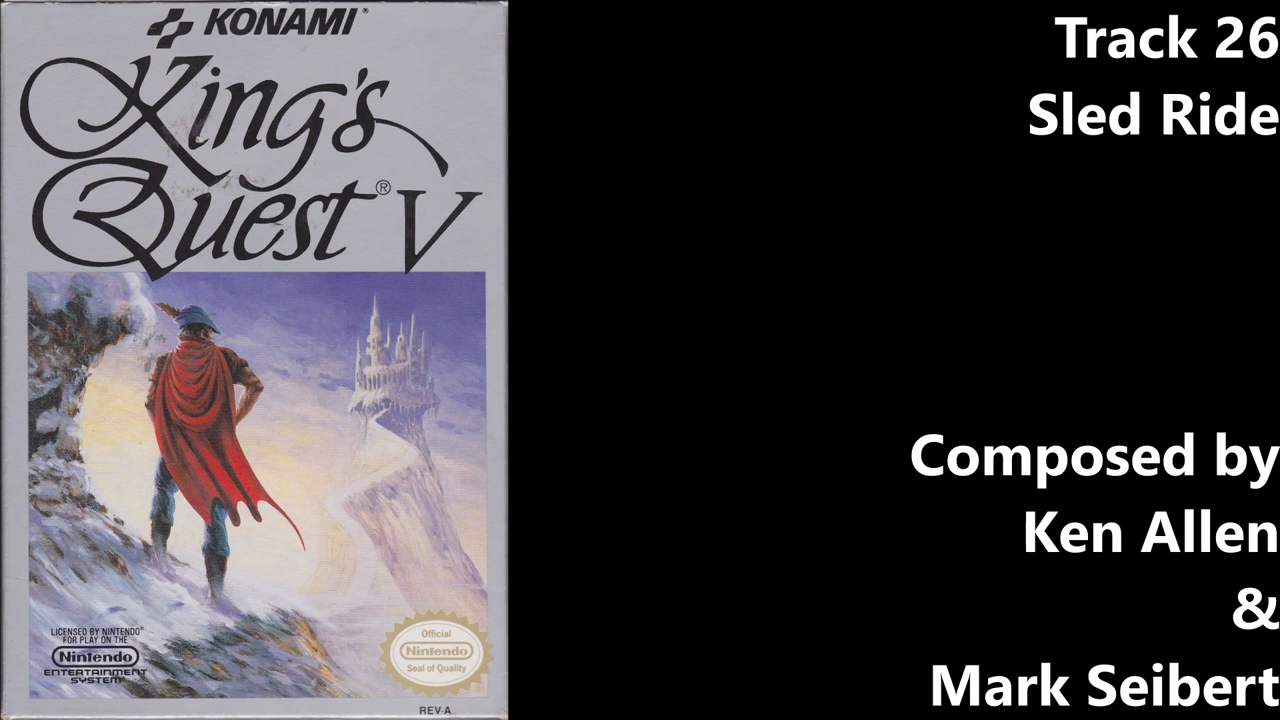 KONAMI®
King's
Quest® V
LICENSED BY NINTENDO®
FOR PLAY ON THE
Nintendo
ENTERTAINMENT
SYSTEM®
Official
Nintendo
Seal of Quality
REV-A
Track 26
Sled Ride
Composed by
Ken Allen
&
Mark Seibert